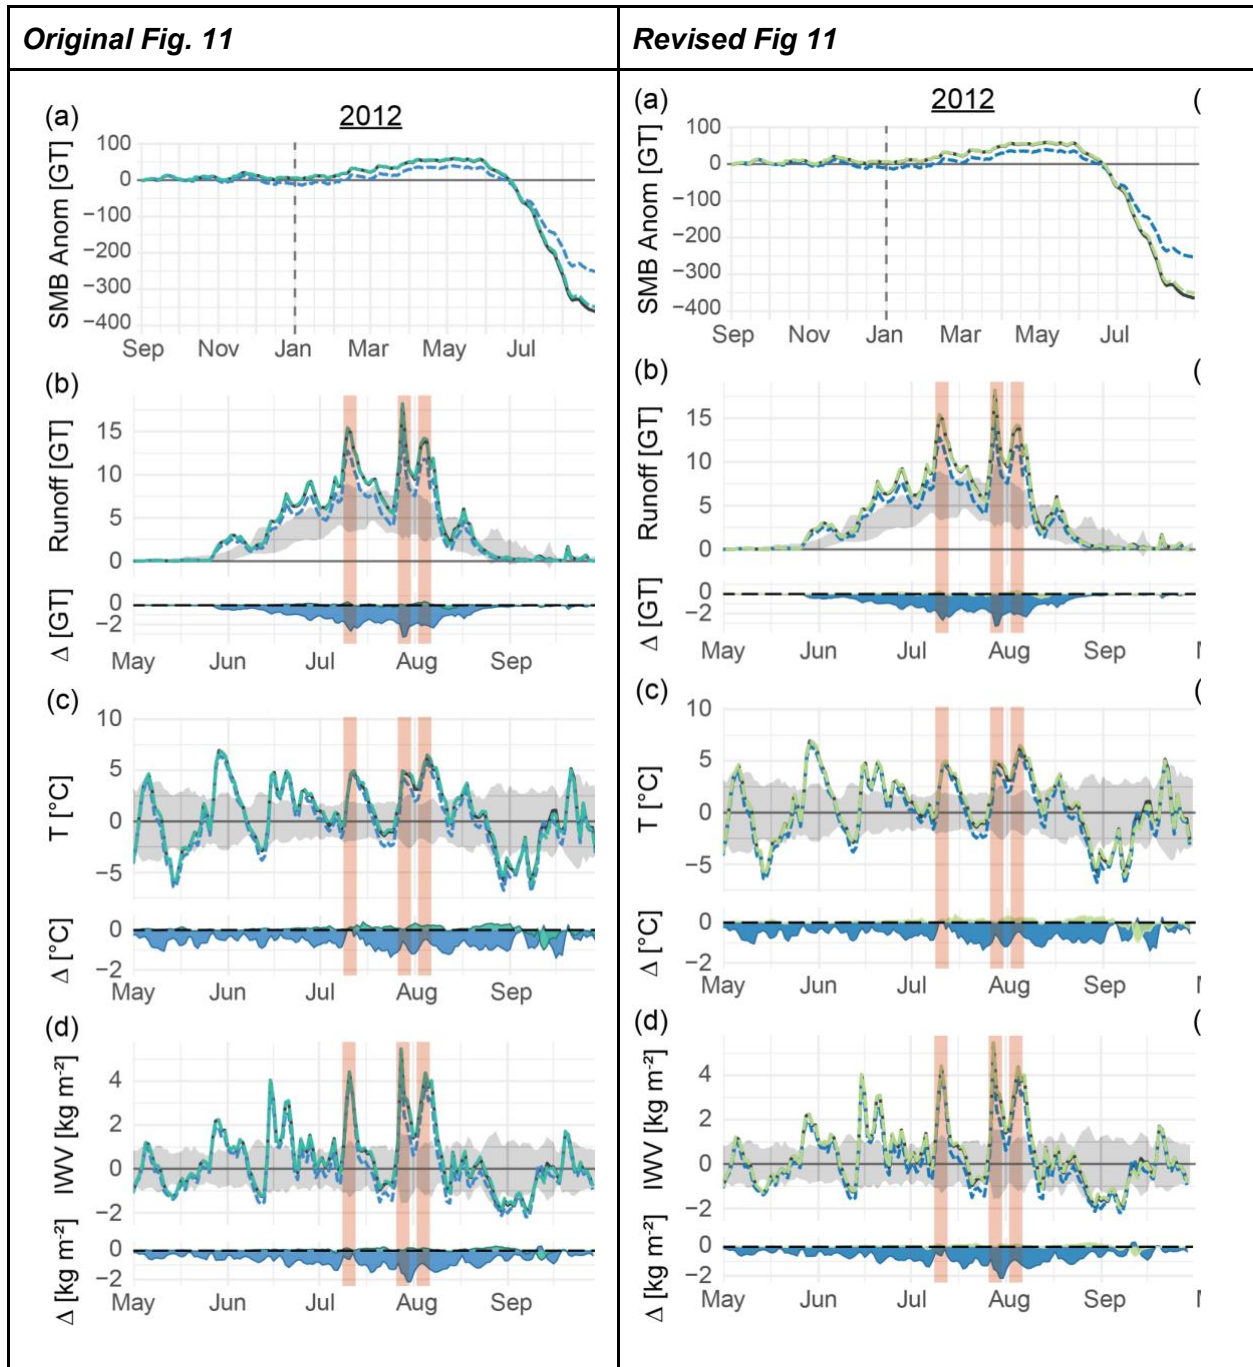 Original Fig. 11
Revised Fig 11
(a)
2012
SMB Anom [GT]
100
0
−100
−200
−300
−400
Sep Nov Jan Mar May Jul
(b)
Runoff [GT]
15
10
5
0
Δ [GT]
0
−2
May Jun Jul Aug Sep
(c)
T [°C]
10
5
0
−5
Δ [°C]
0
−2
May Jun Jul Aug Sep
(d)
IWV [kg m⁻²]
4
2
0
−2
Δ [kg m⁻²]
0
−2
May Jun Jul Aug Sep
(a)
2012
(
SMB Anom [GT]
100
0
−100
−200
−300
−400
Sep Nov Jan Mar May Jul
(b)
(
Runoff [GT]
15
10
5
0
Δ [GT]
0
−2
May Jun Jul Aug Sep
(c)
(
T [°C]
10
5
0
−5
Δ [°C]
0
−2
May Jun Jul Aug Sep
(d)
(
IWV [kg m⁻²]
4
2
0
−2
Δ [kg m⁻²]
0
−2
May Jun Jul Aug Sep